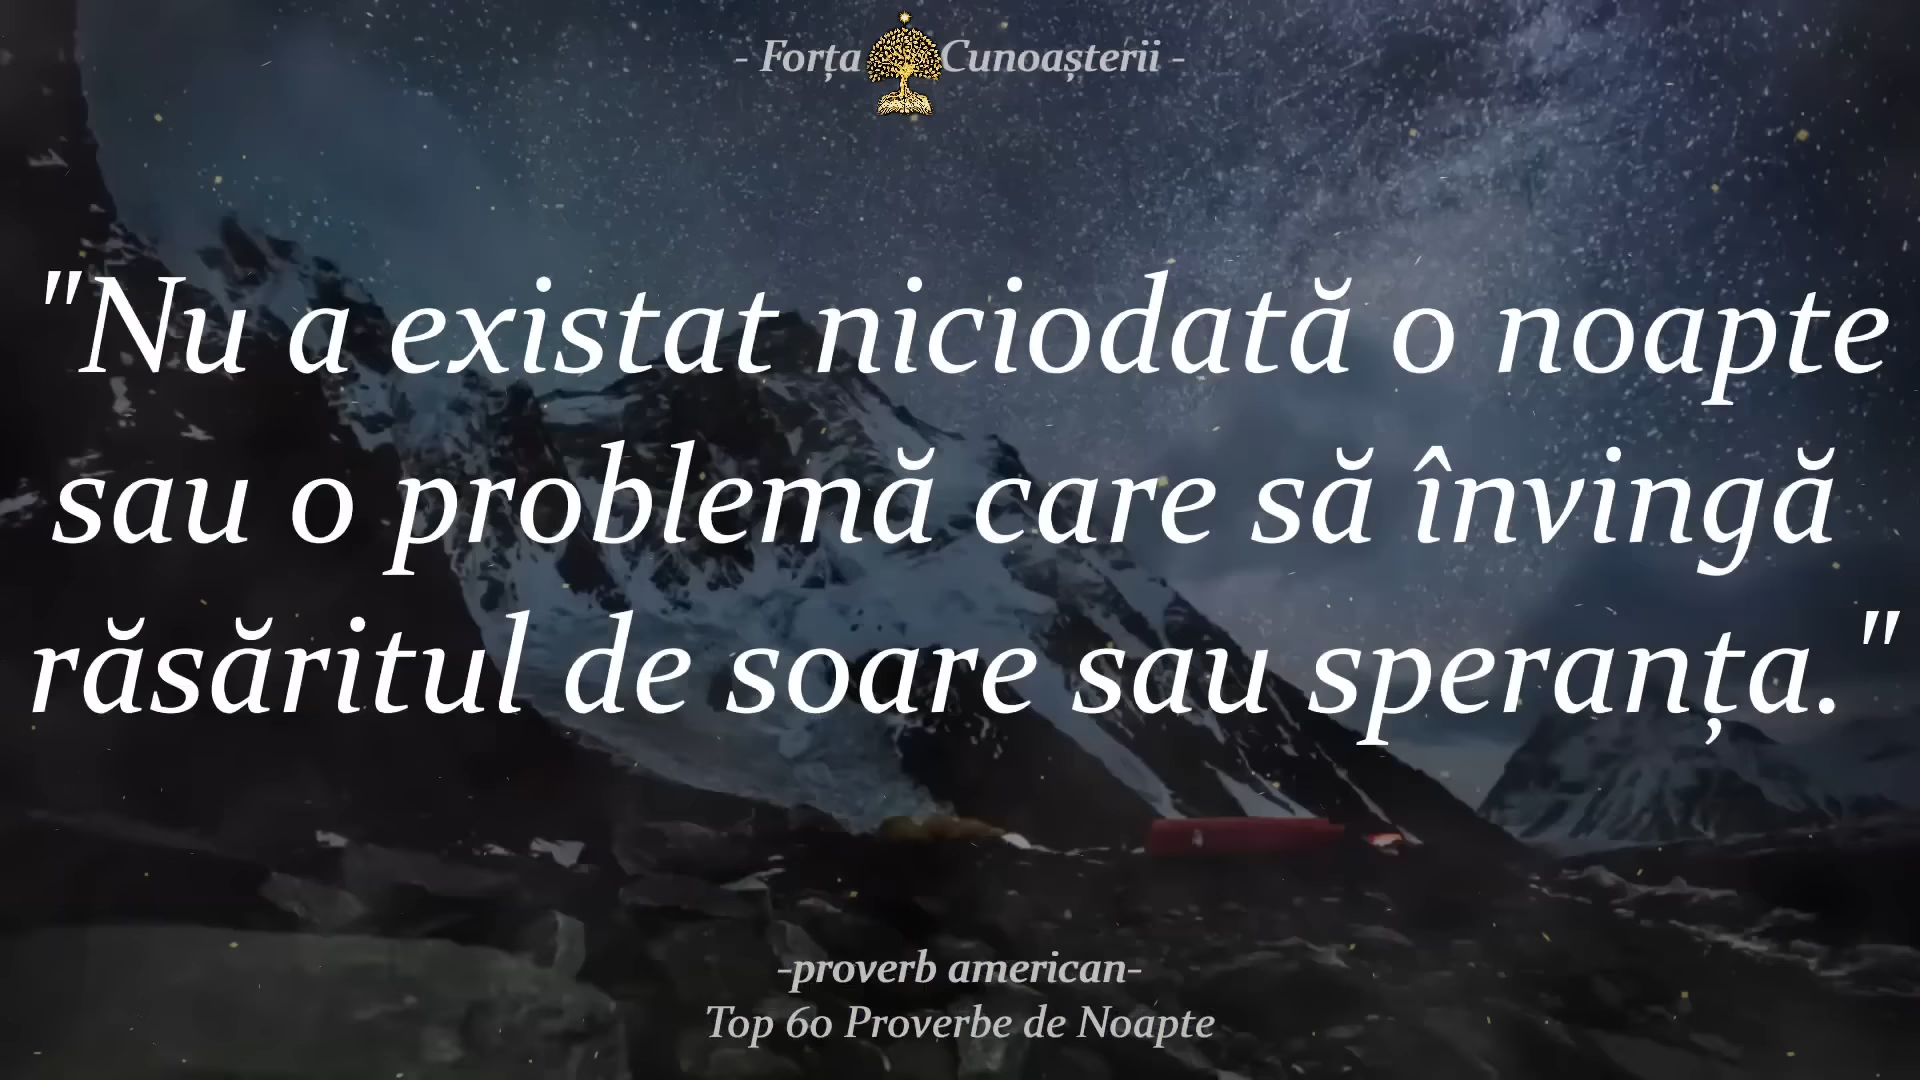 - Forța Cunoașterii -
"Nu a existat niciodată o noapte
sau o problemă care să învingă
răsăritul de soare sau speranța."
-proverb american-
Top 60 Proverbe de Noapte